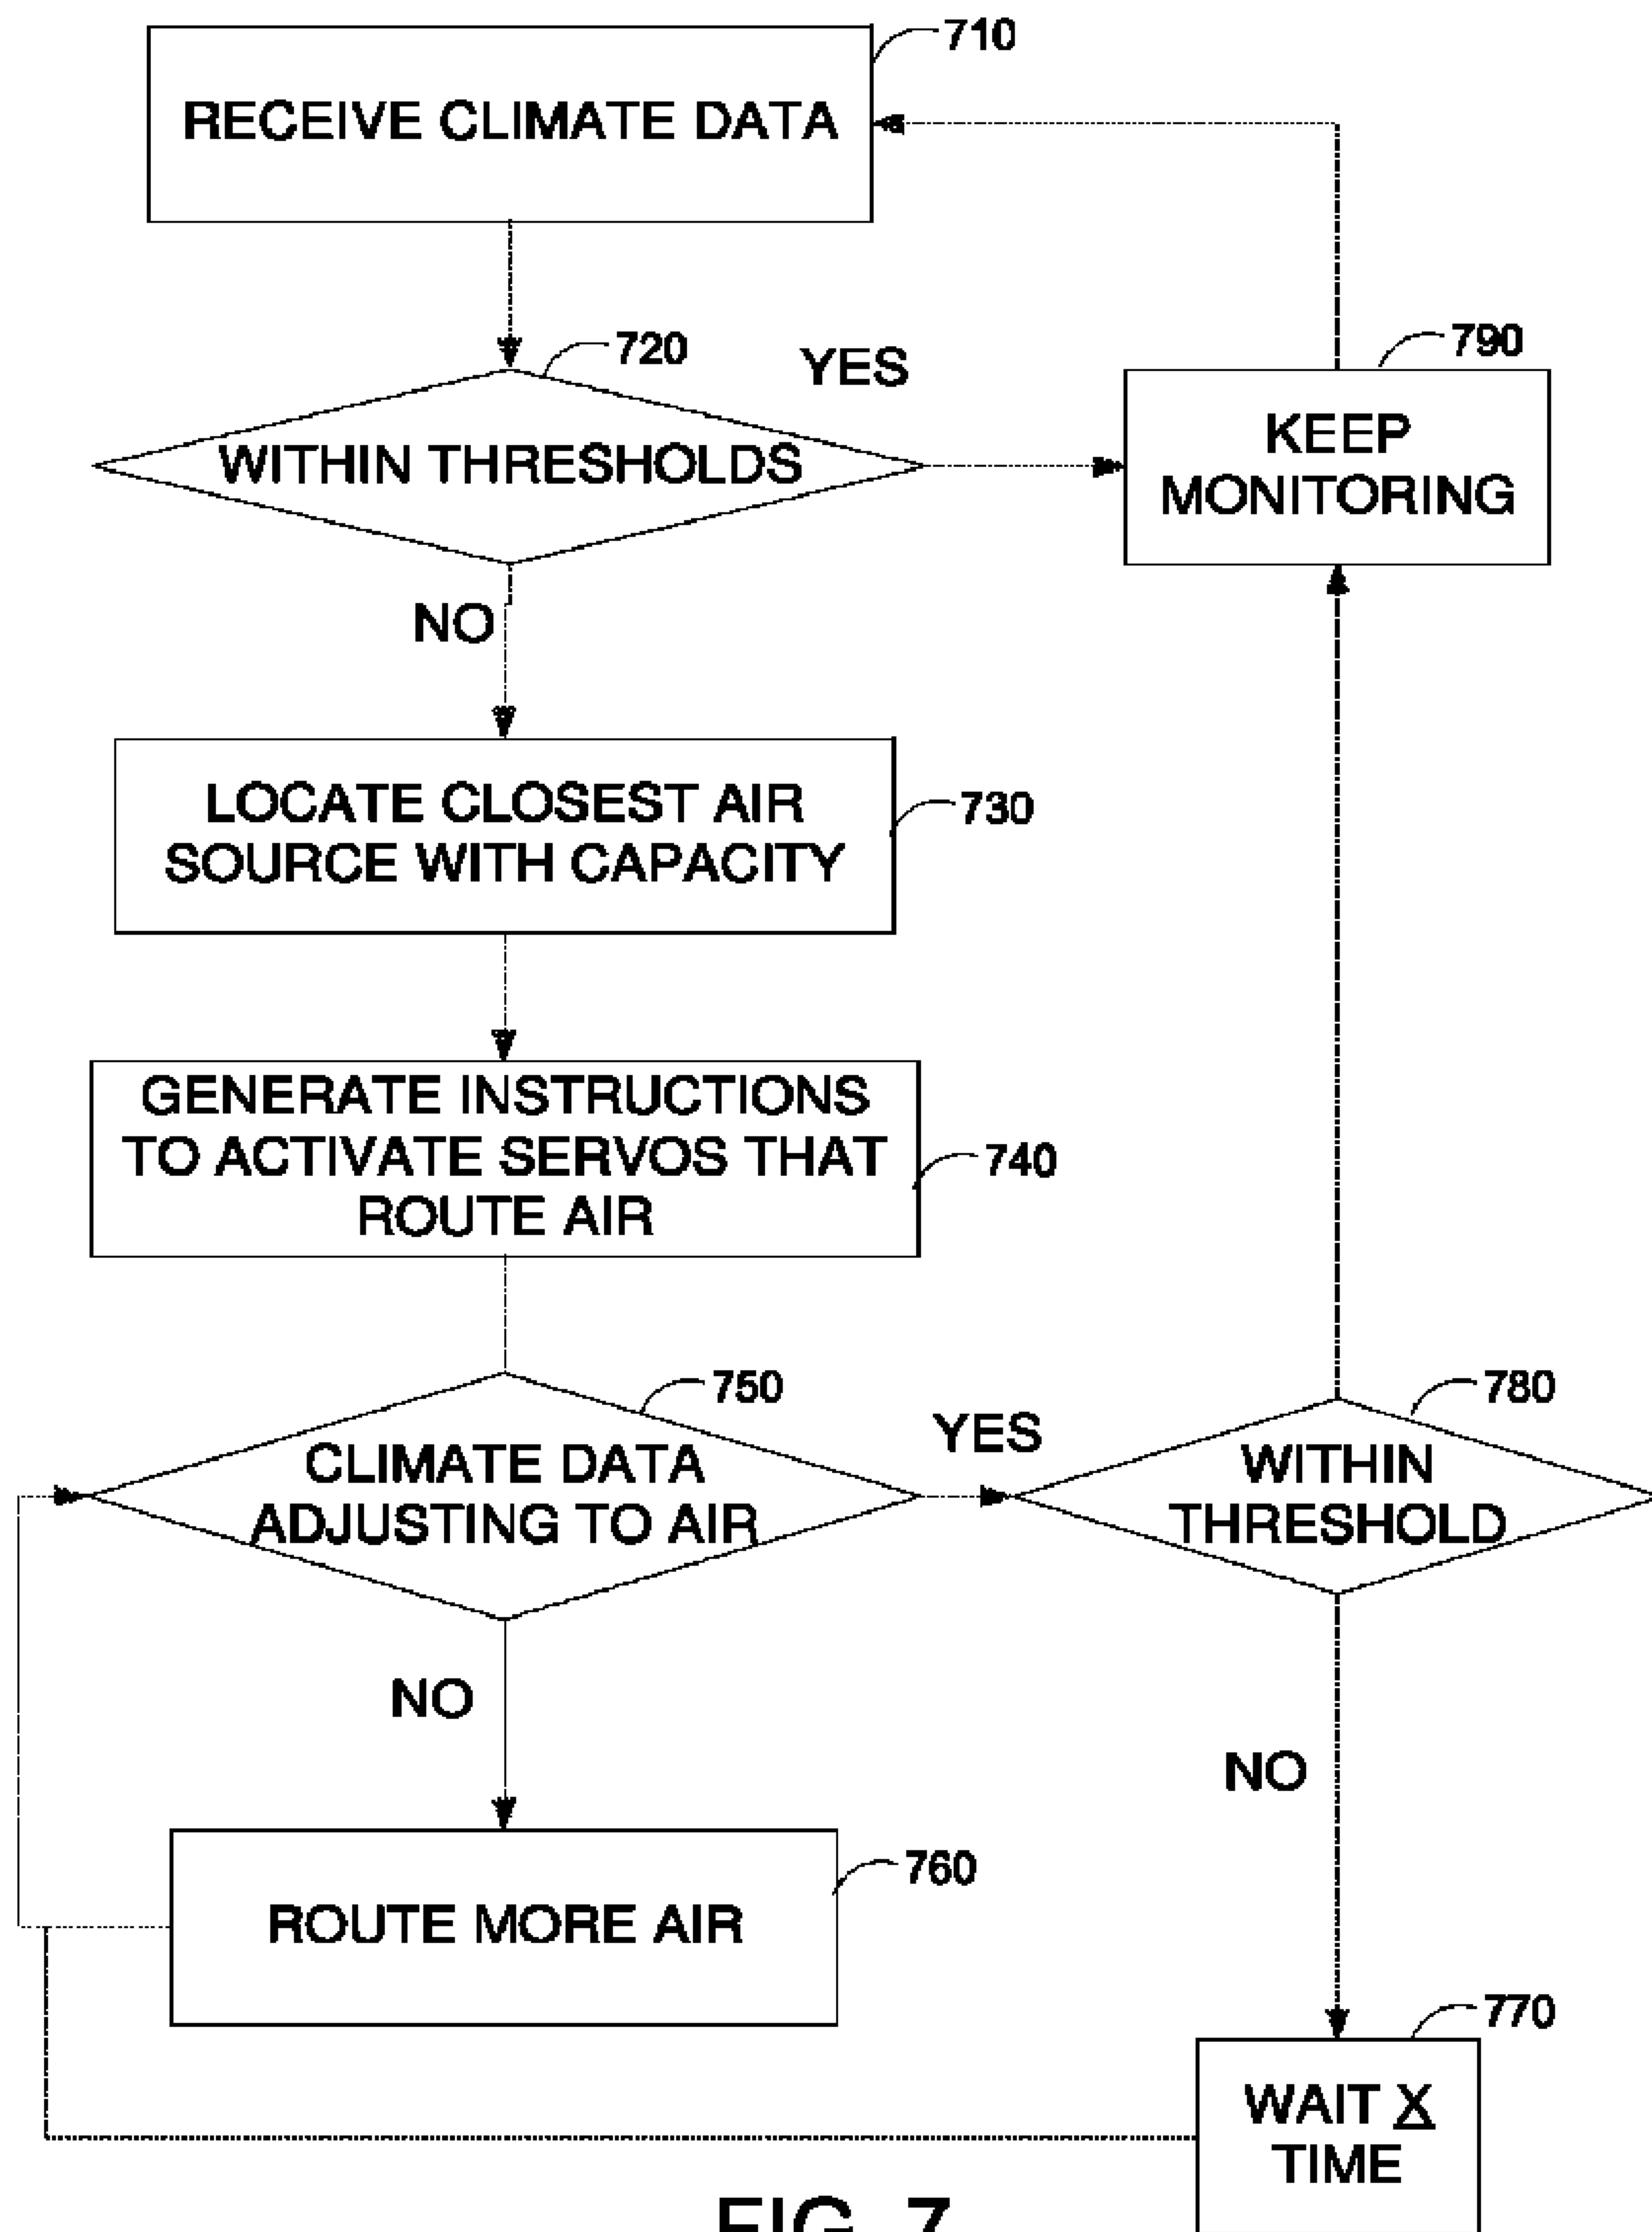 710
RECEIVE CLIMATE DATA
720
YES
790
WITHIN THRESHOLDS
KEEP
MONITORING
NO
LOCATE CLOSEST AIR
SOURCE WITH CAPACITY
730
GENERATE INSTRUCTIONS
TO ACTIVATE SERVOS THAT
ROUTE AIR
740
750
YES
780
CLIMATE DATA
ADJUSTING TO AIR
WITHIN
THRESHOLD
NO
NO
760
ROUTE MORE AIR
770
WAIT X
TIME
FIG. 7